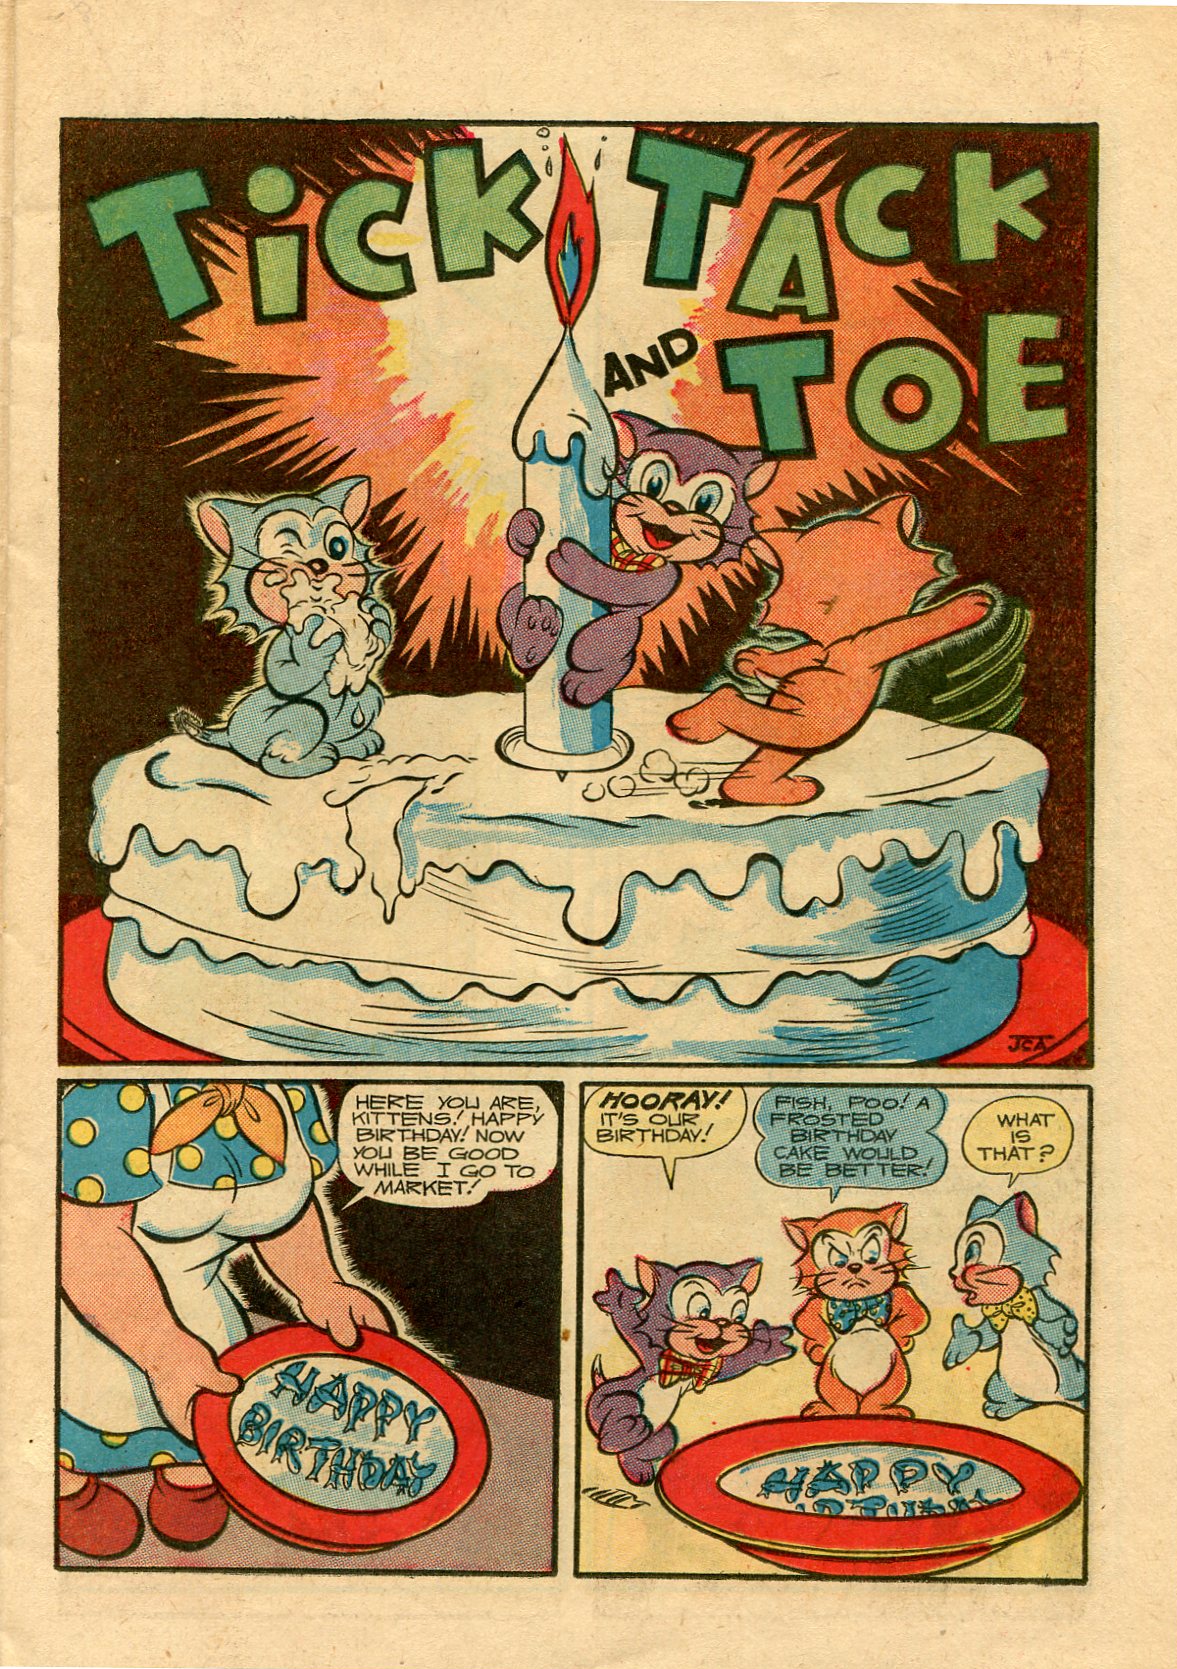 TiCK TACK
AND TOE
JCA
HERE YOU ARE,
KITTENS! HAPPY
BIRTHDAY! NOW
YOU BE GOOD
WHILE I GO TO
MARKET!
HAPPY
BIRTHDAY
HOORAY!
IT'S OUR
BIRTHDAY!
FISH, POO! A
FROSTED
BIRTHDAY
CAKE WOULD
BE BETTER!
WHAT
IS
THAT?
HAPPY
BIRTHDAY